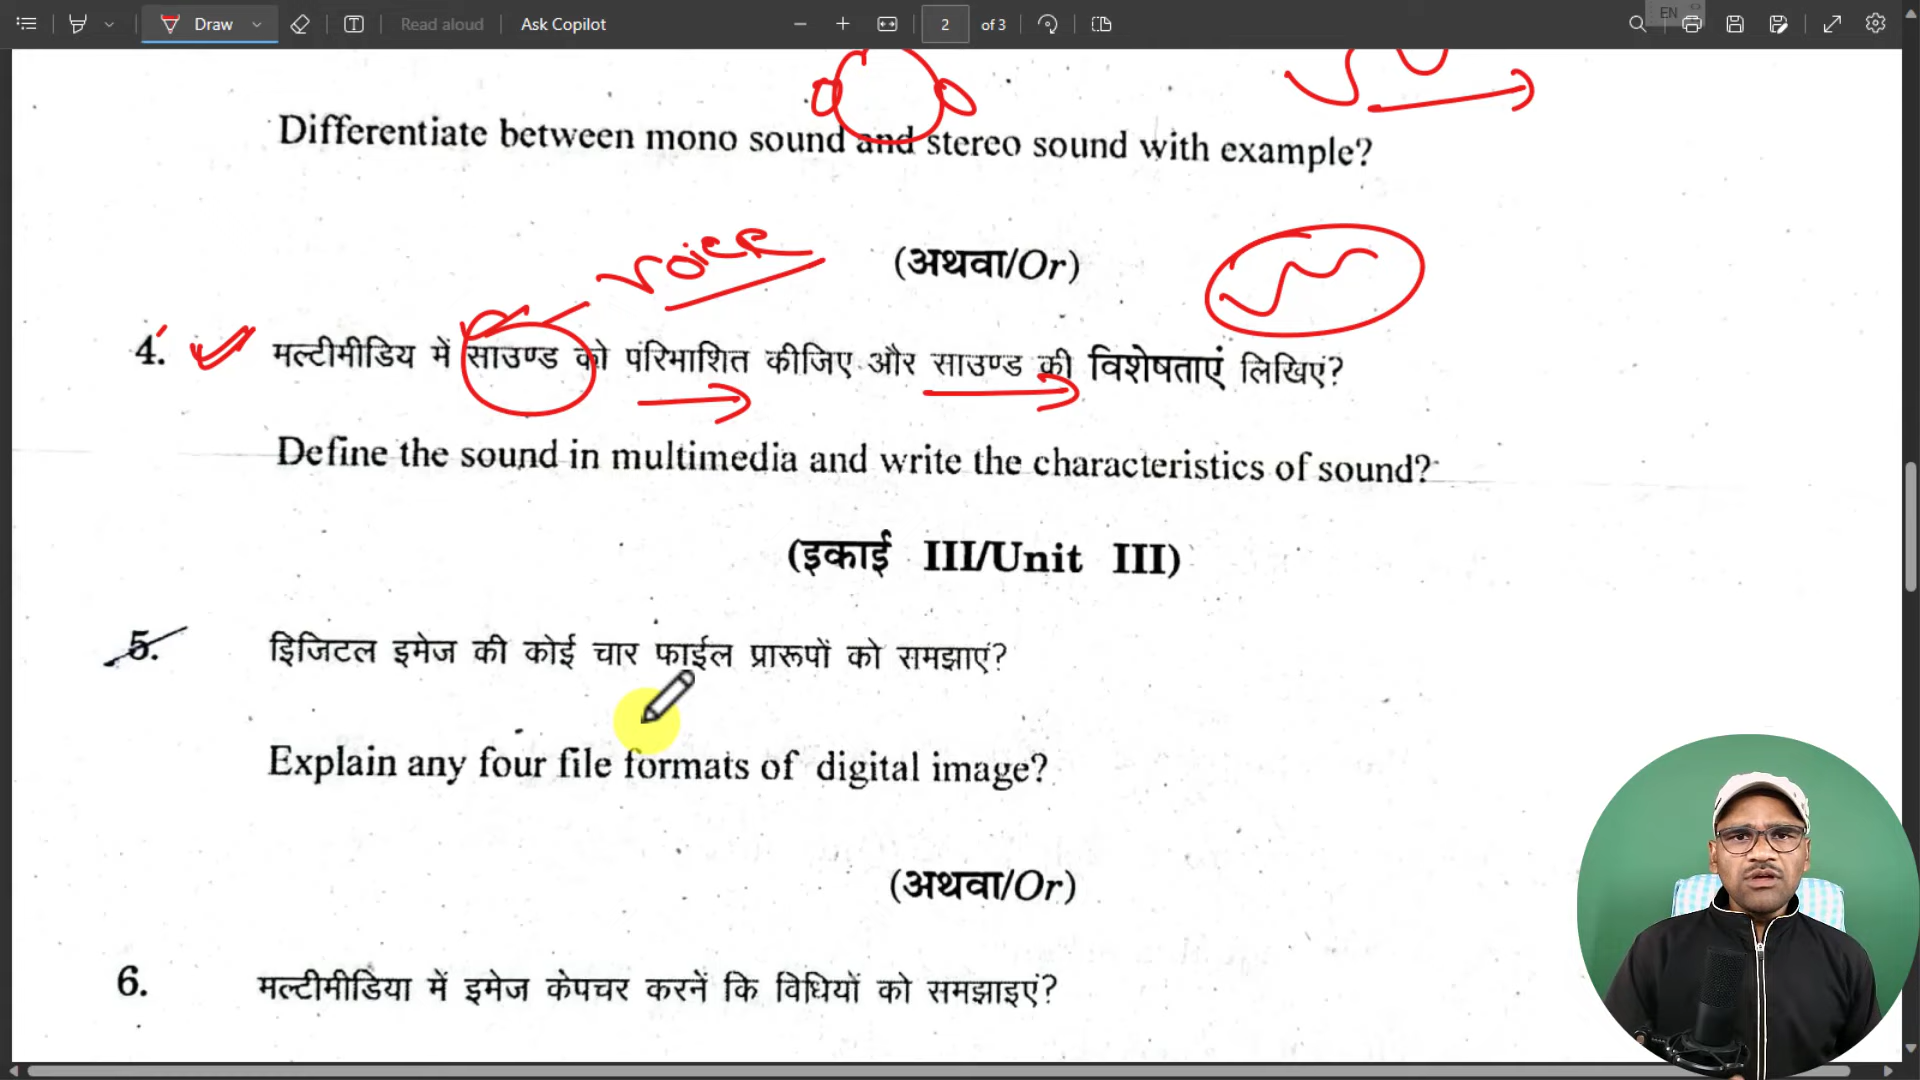 Draw
Read aloud
Ask Copilot
2
of 3
EN
Differentiate between mono sound and stereo sound with example?
voice
(अथवा/Or)
4. मल्टीमीडिय में साउण्ड को परिभाशित कीजिए और साउण्ड की विशेषताएं लिखिएं?
Define the sound in multimedia and write the characteristics of sound?
(इकाई III/Unit III)
5. डिजिटल इमेज की कोई चार फाईल प्रारूपों को समझाएं?
Explain any four file formats of digital image?
(अथवा/Or)
6. मल्टीमीडिया में इमेज केपचर करनें कि विधियों को समझाइएं?